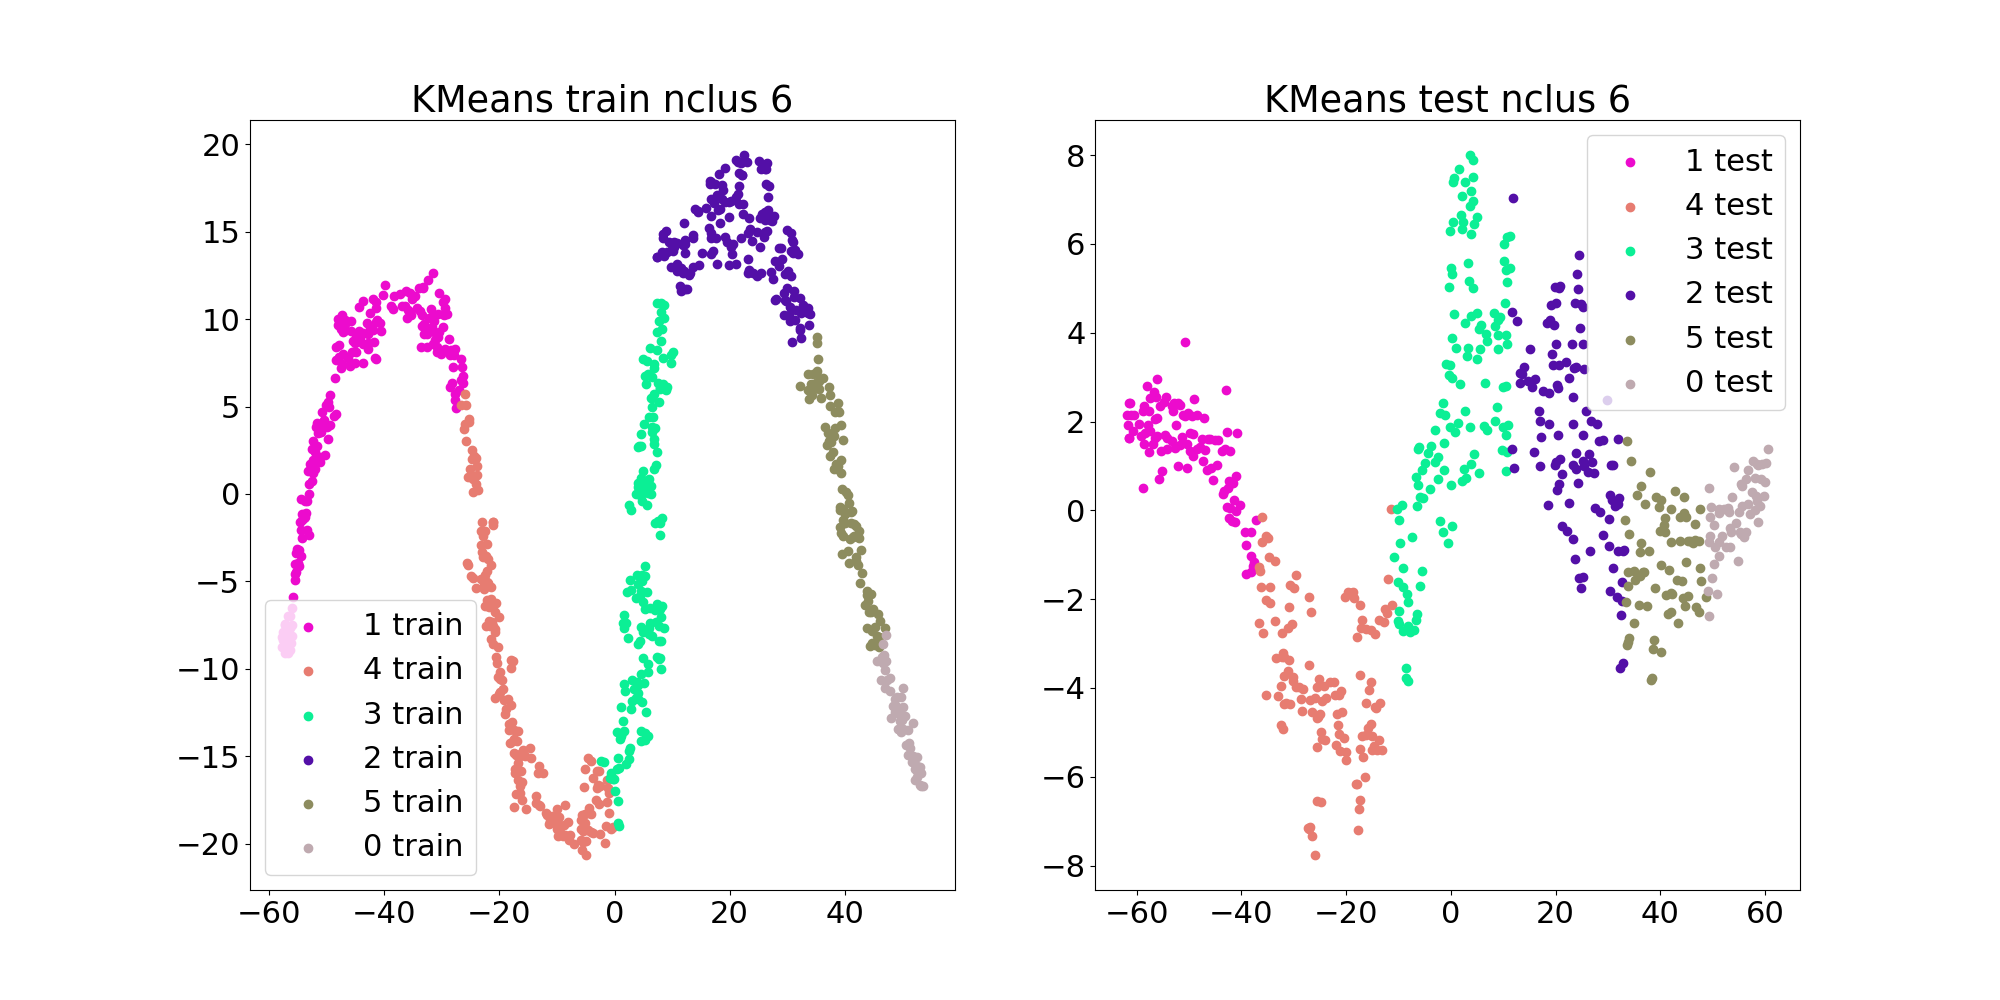 KMeans train nclus 6
20
15
10
5
0
−5
−10
−15
−20
1 train
4 train
3 train
2 train
5 train
0 train
−60 −40 −20 0 20 40
KMeans test nclus 6
8
6
4
2
0
−2
−4
−6
−8
1 test
4 test
3 test
2 test
5 test
0 test
−60 −40 −20 0 20 40 60